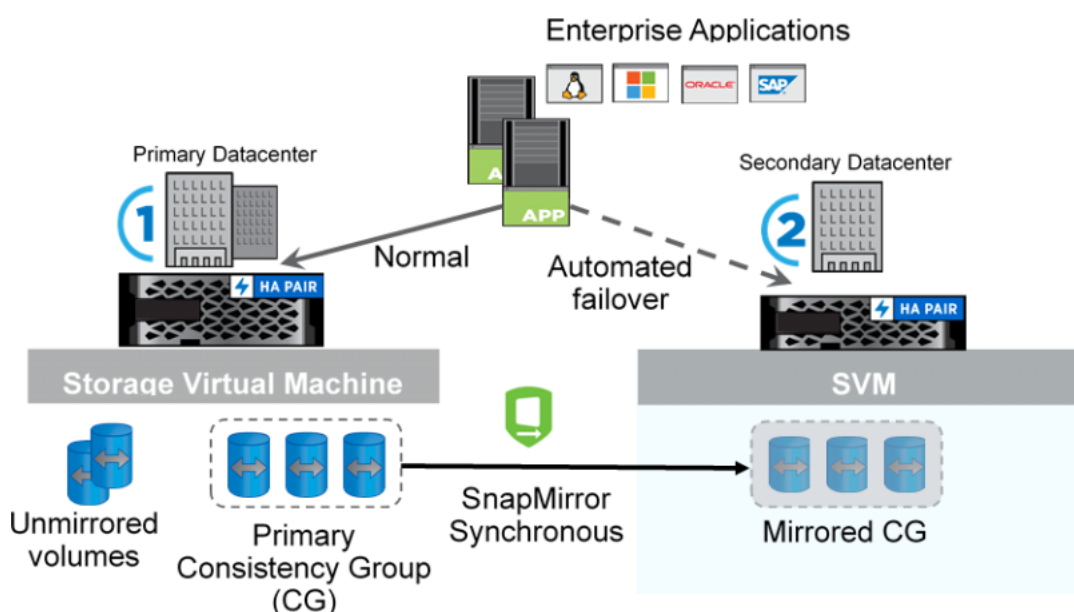 Enterprise Applications
ORACLE
SAP
Primary Datacenter
Secondary Datacenter
1
2
A
APP
Normal
Automated
failover
HA PAIR
HA PAIR
Storage Virtual Machine
SVM
Unmirrored
volumes
Primary
Consistency Group
(CG)
SnapMirror
Synchronous
Mirrored CG